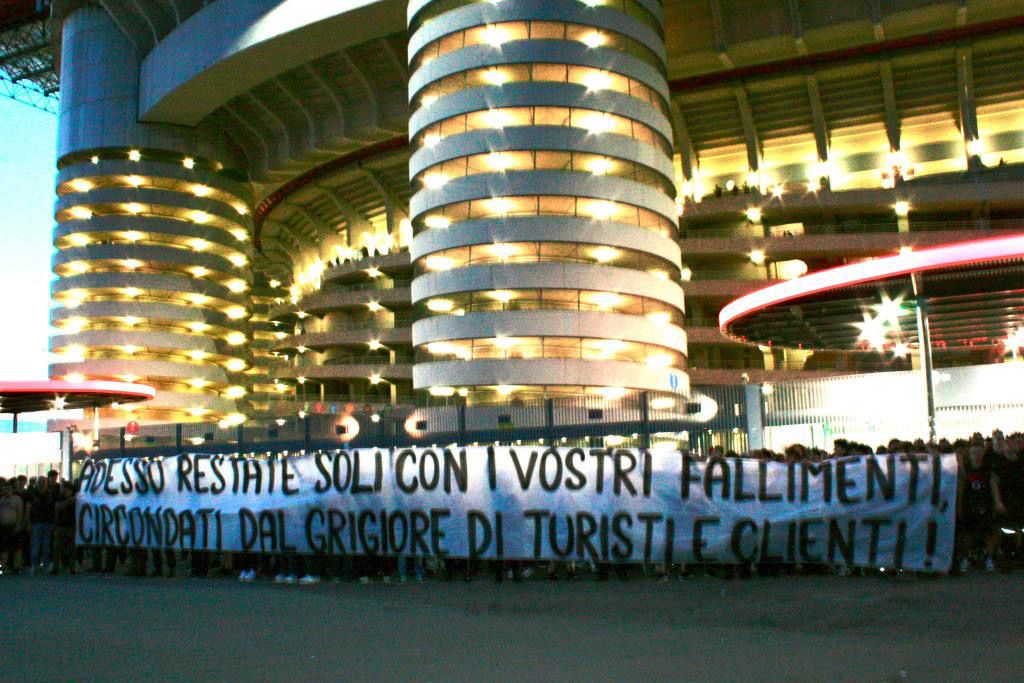 ADESSO RESTATE SOLI CON I VOSTRI FALLIMENTI,
CIRCONDATI DAL GRIGIORE DI TURISTI E CLIENTI!